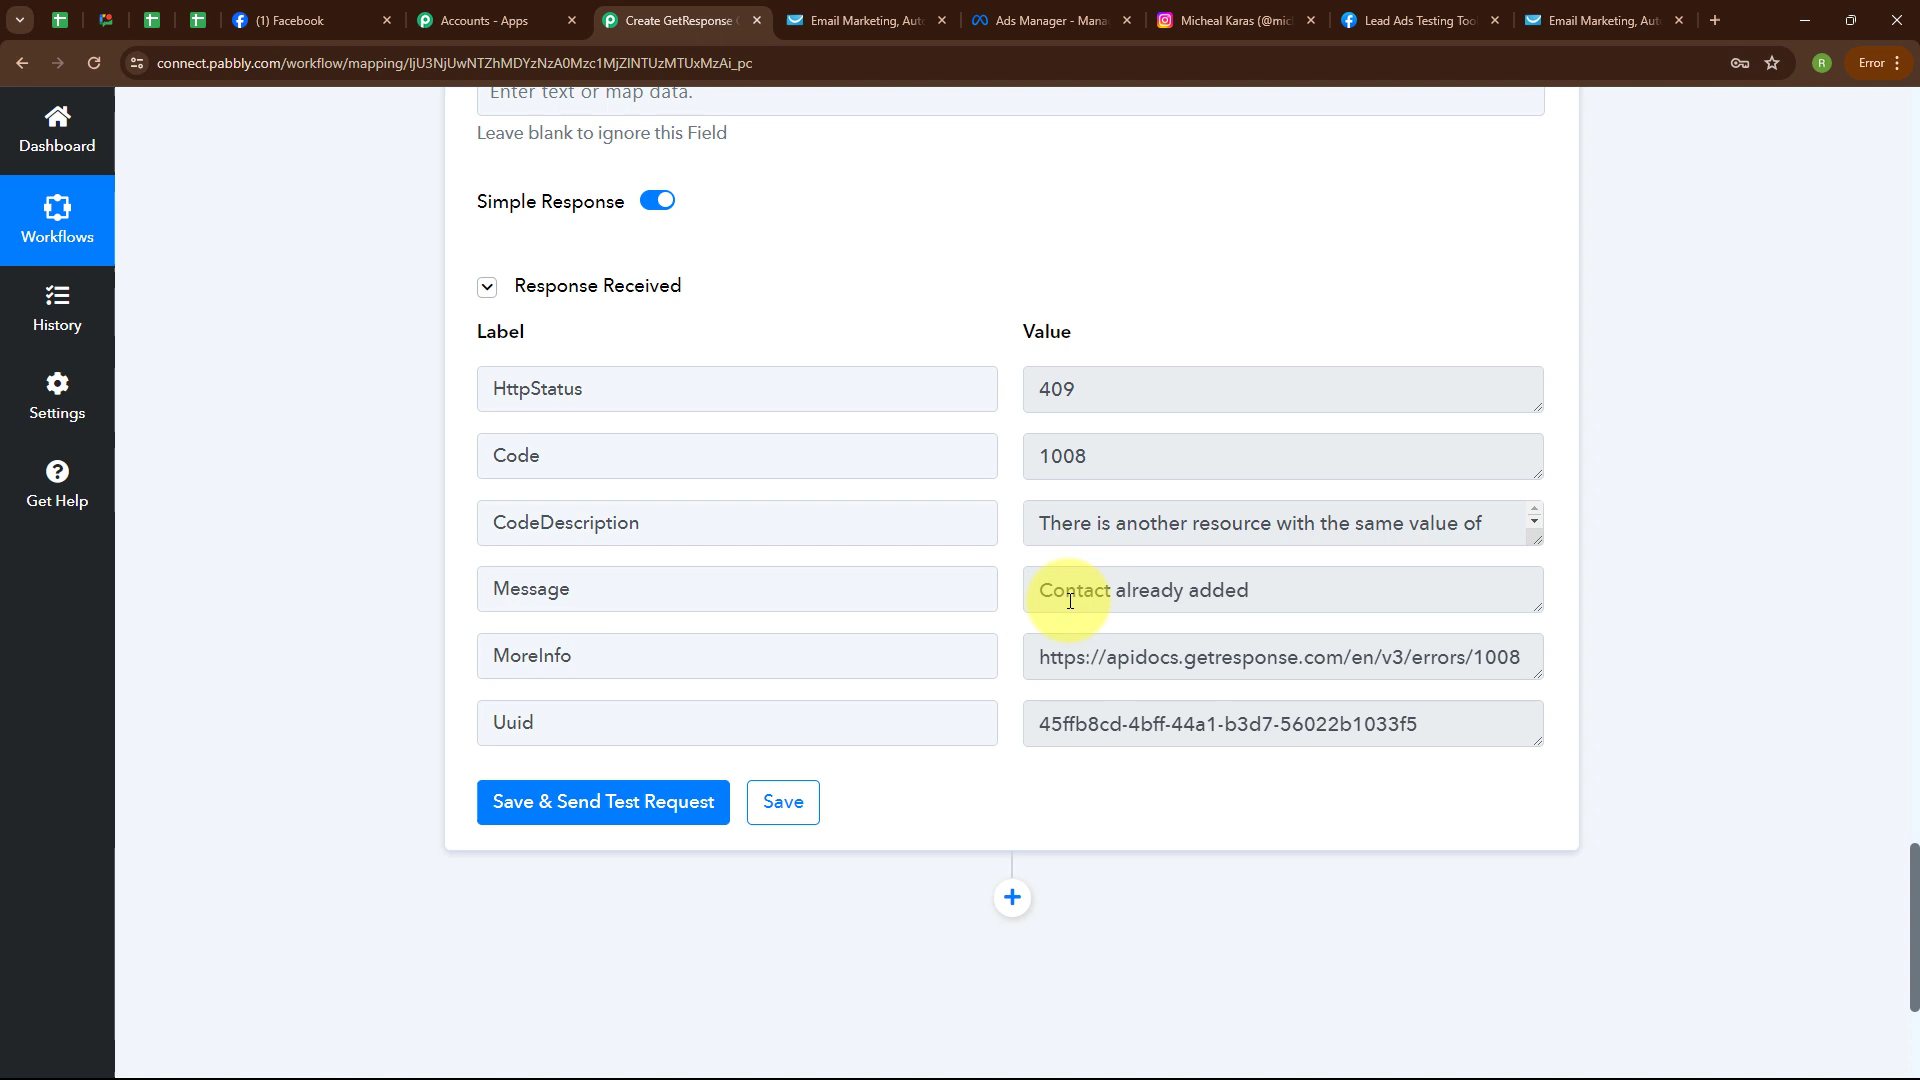 (1) Facebook
Accounts - Apps
Create GetResponse
Email Marketing, Aut
Ads Manager - Mana
Micheal Karas (@mic
Lead Ads Testing Too
Email Marketing, Aut
connect.pabbly.com/workflow/mapping/IjU3NjUwNTZhMDYzNzA0Mzc1MjZlNTUzMTUxMzAi_pc
R
Error
Dashboard
Workflows
History
Settings
Get Help
Enter text or map data.
Leave blank to ignore this Field
Simple Response
Response Received
Label
Value
HttpStatus
409
Code
1008
CodeDescription
There is another resource with the same value of
Message
Contact already added
MoreInfo
https://apidocs.getresponse.com/en/v3/errors/1008
Uuid
45ffb8cd-4bff-44a1-b3d7-56022b1033f5
Save & Send Test Request
Save